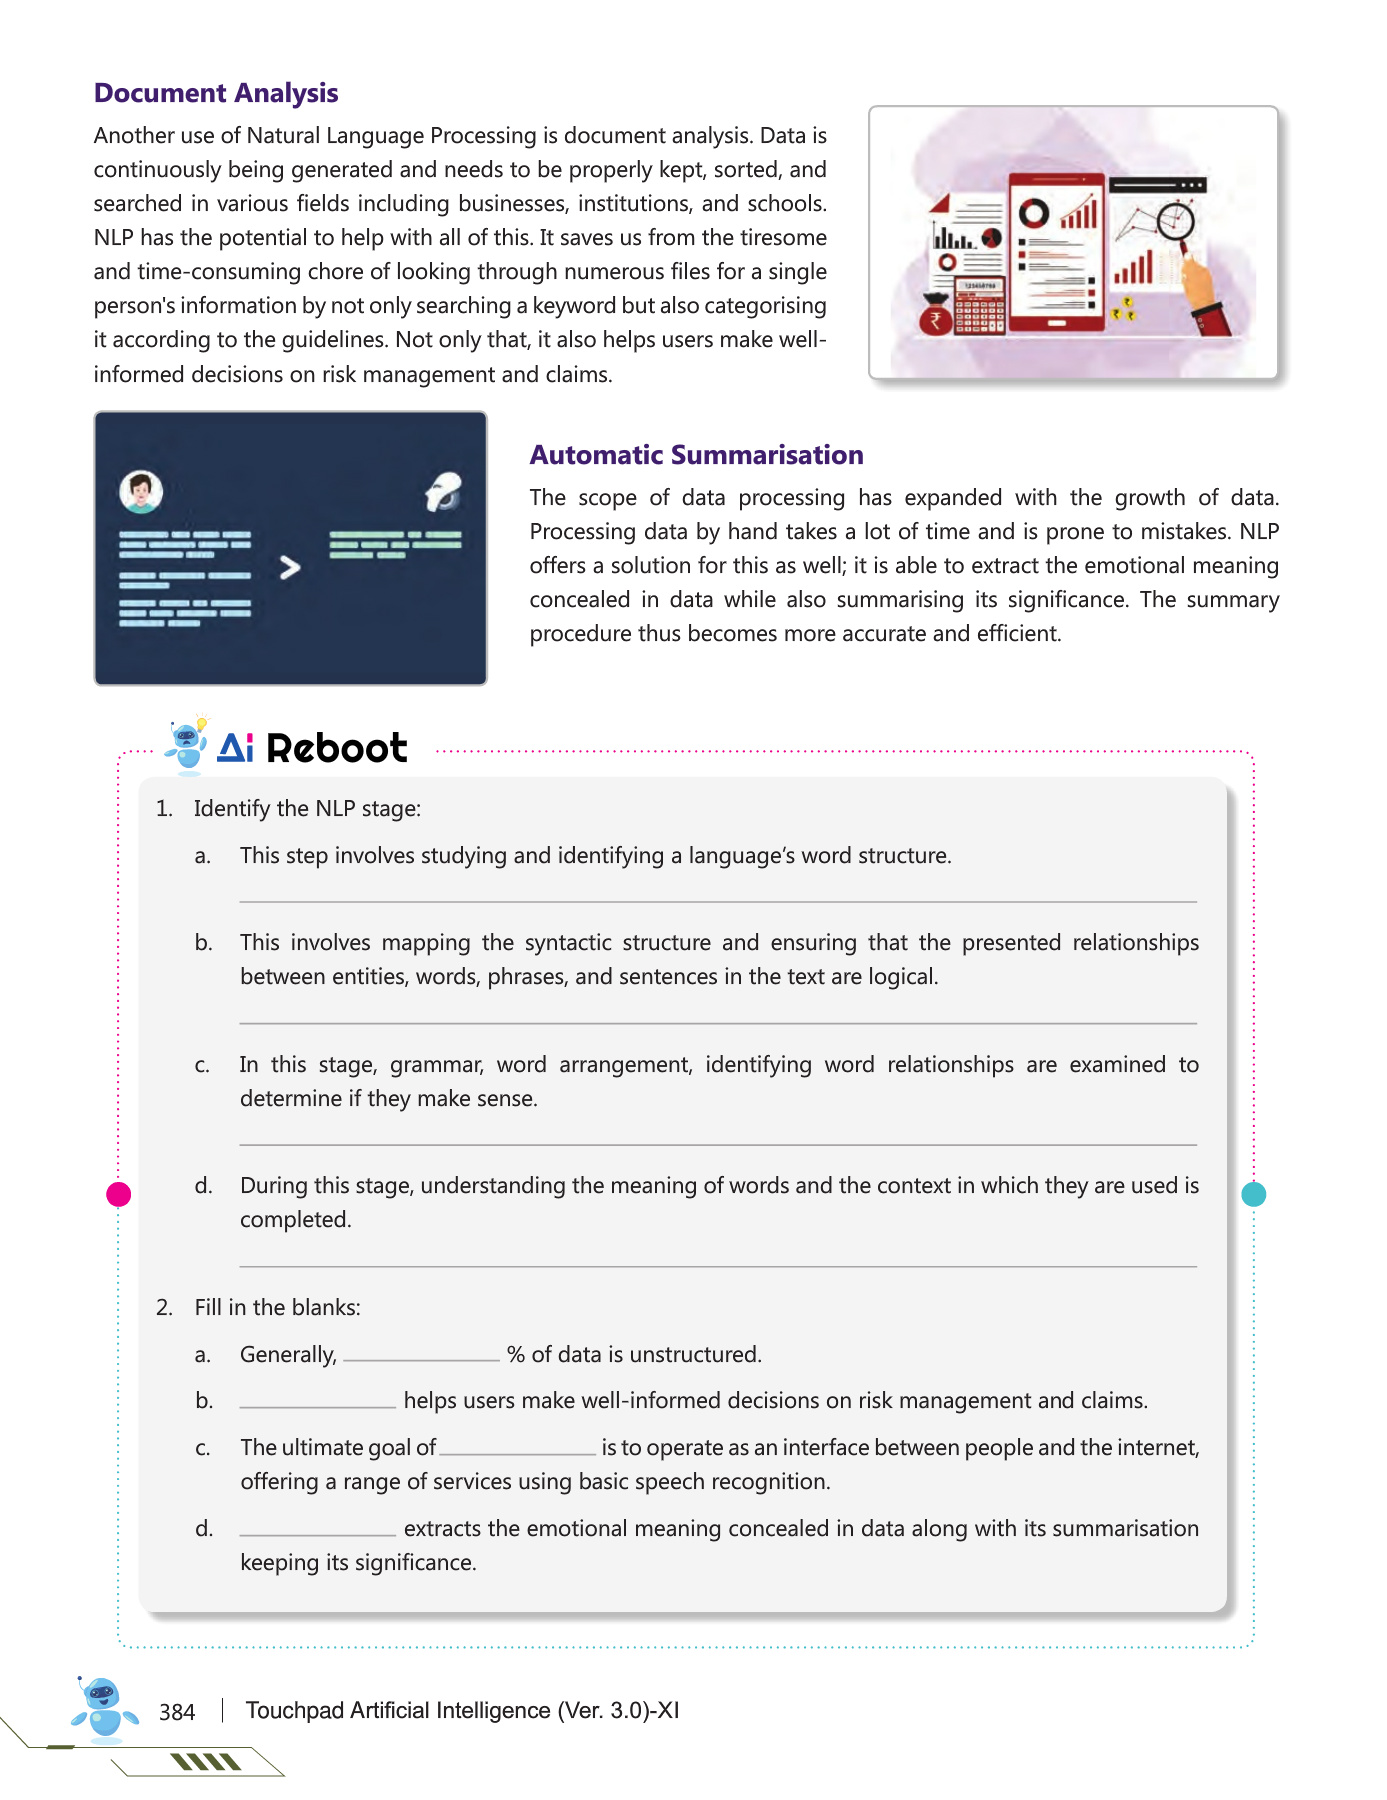 Document Analysis
Another use of Natural Language Processing is document analysis. Data is
continuously being generated and needs to be properly kept, sorted, and
searched in various fields including businesses, institutions, and schools.
NLP has the potential to help with all of this. It saves us from the tiresome
and time-consuming chore of looking through numerous files for a single
person's information by not only searching a keyword but also categorising
it according to the guidelines. Not only that, it also helps users make well-
informed decisions on risk management and claims.
Automatic Summarisation
The scope of data processing has expanded with the growth of data.
Processing data by hand takes a lot of time and is prone to mistakes. NLP
offers a solution for this as well; it is able to extract the emotional meaning
concealed in data while also summarising its significance. The summary
procedure thus becomes more accurate and efficient.
Ai Reboot
1. Identify the NLP stage:
a. This step involves studying and identifying a language’s word structure.
b. This involves mapping the syntactic structure and ensuring that the presented relationships
between entities, words, phrases, and sentences in the text are logical.
c. In this stage, grammar, word arrangement, identifying word relationships are examined to
determine if they make sense.
d. During this stage, understanding the meaning of words and the context in which they are used is
completed.
2. Fill in the blanks:
a. Generally, ______________ % of data is unstructured.
b. ______________ helps users make well-informed decisions on risk management and claims.
c. The ultimate goal of ______________ is to operate as an interface between people and the internet,
offering a range of services using basic speech recognition.
d. ______________ extracts the emotional meaning concealed in data along with its summarisation
keeping its significance.
384 | Touchpad Artificial Intelligence (Ver. 3.0)-XI